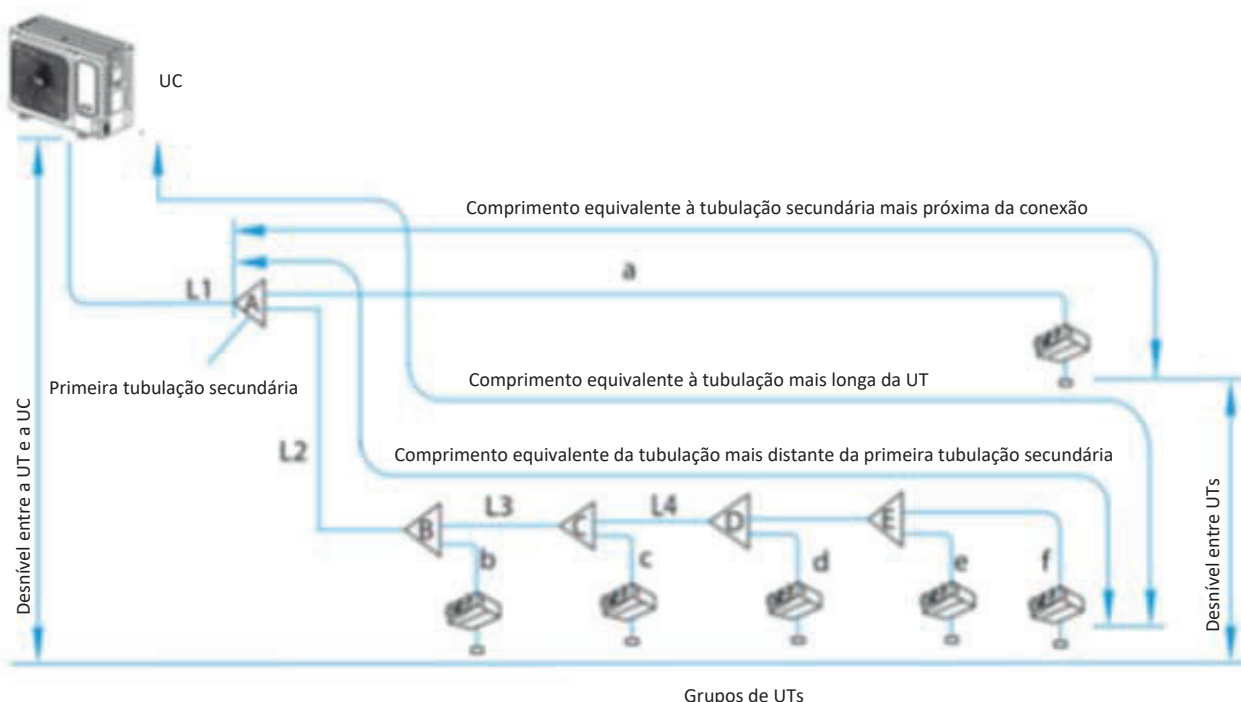 UC
Comprimento equivalente à tubulação secundária mais próxima da conexão
a
L1
A
Primeira tubulação secundária
Comprimento equivalente à tubulação mais longa da UT
L2
Comprimento equivalente da tubulação mais distante da primeira tubulação secundária
L3
L4
B
C
D
E
b
c
d
e
f
Desnível entre a UT e a UC
Desnível entre UTs
Grupos de UTs